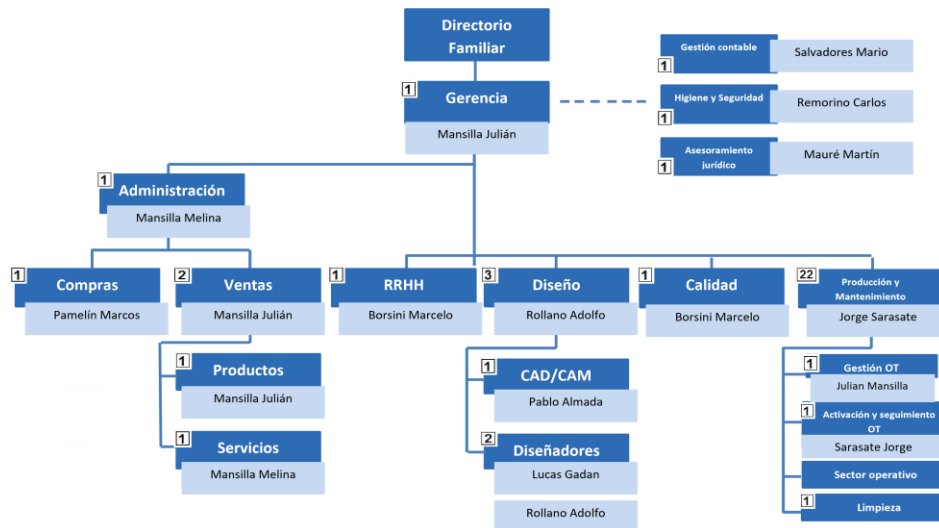 Directorio
Familiar
1
Gerencia
Mansilla Julián
Gestión contable
1
Salvadores Mario
Higiene y Seguridad
1
Remorino Carlos
Asesoramiento
jurídico
1
Mauré Martín
1
Administración
Mansilla Melina
1
Compras
Pamelín Marcos
2
Ventas
Mansilla Julián
1
RRHH
Borsini Marcelo
3
Diseño
Rollano Adolfo
1
Calidad
Borsini Marcelo
22
Producción y
Mantenimiento
Jorge Sarasate
1
Productos
Mansilla Julián
1
Servicios
Mansilla Melina
1
CAD/CAM
Pablo Almada
2
Diseñadores
Lucas Gadan
Rollano Adolfo
1
Gestión OT
Julian Mansilla
1
Activación y seguimiento
OT
Sarasate Jorge
Sector operativo
1
Limpieza